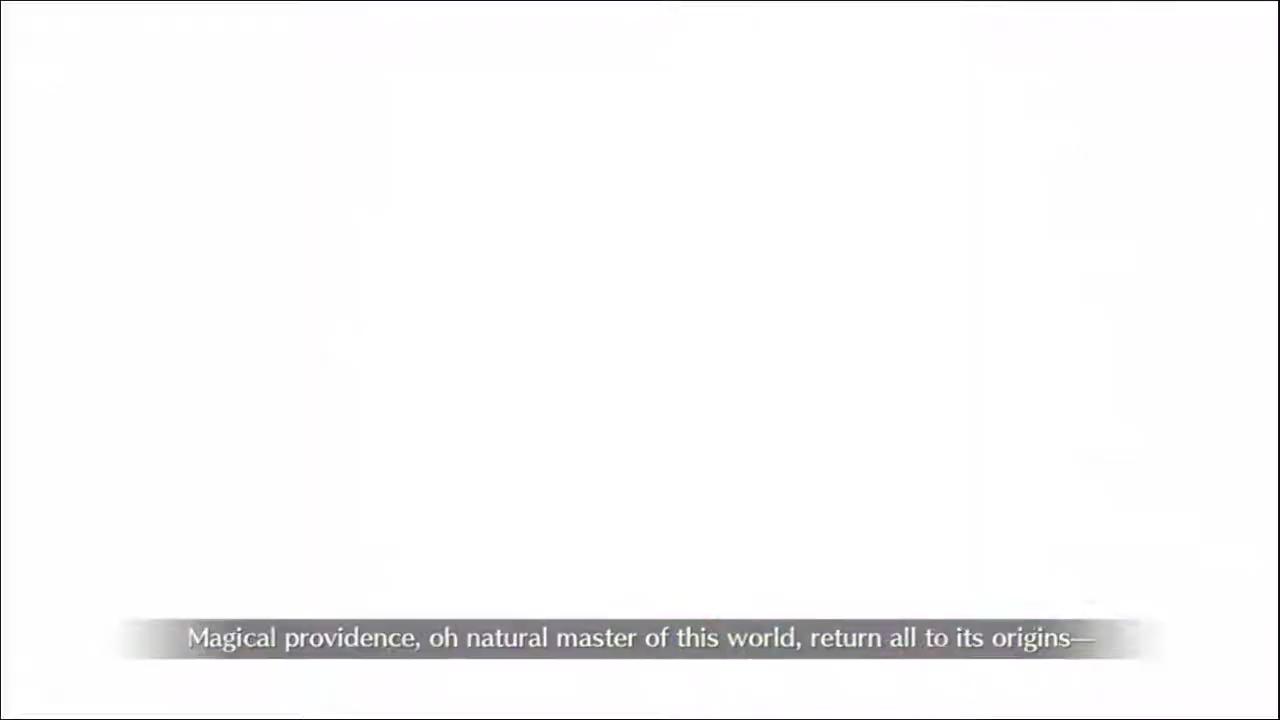 Magical providence, oh natural master of this world, return all to its origins—